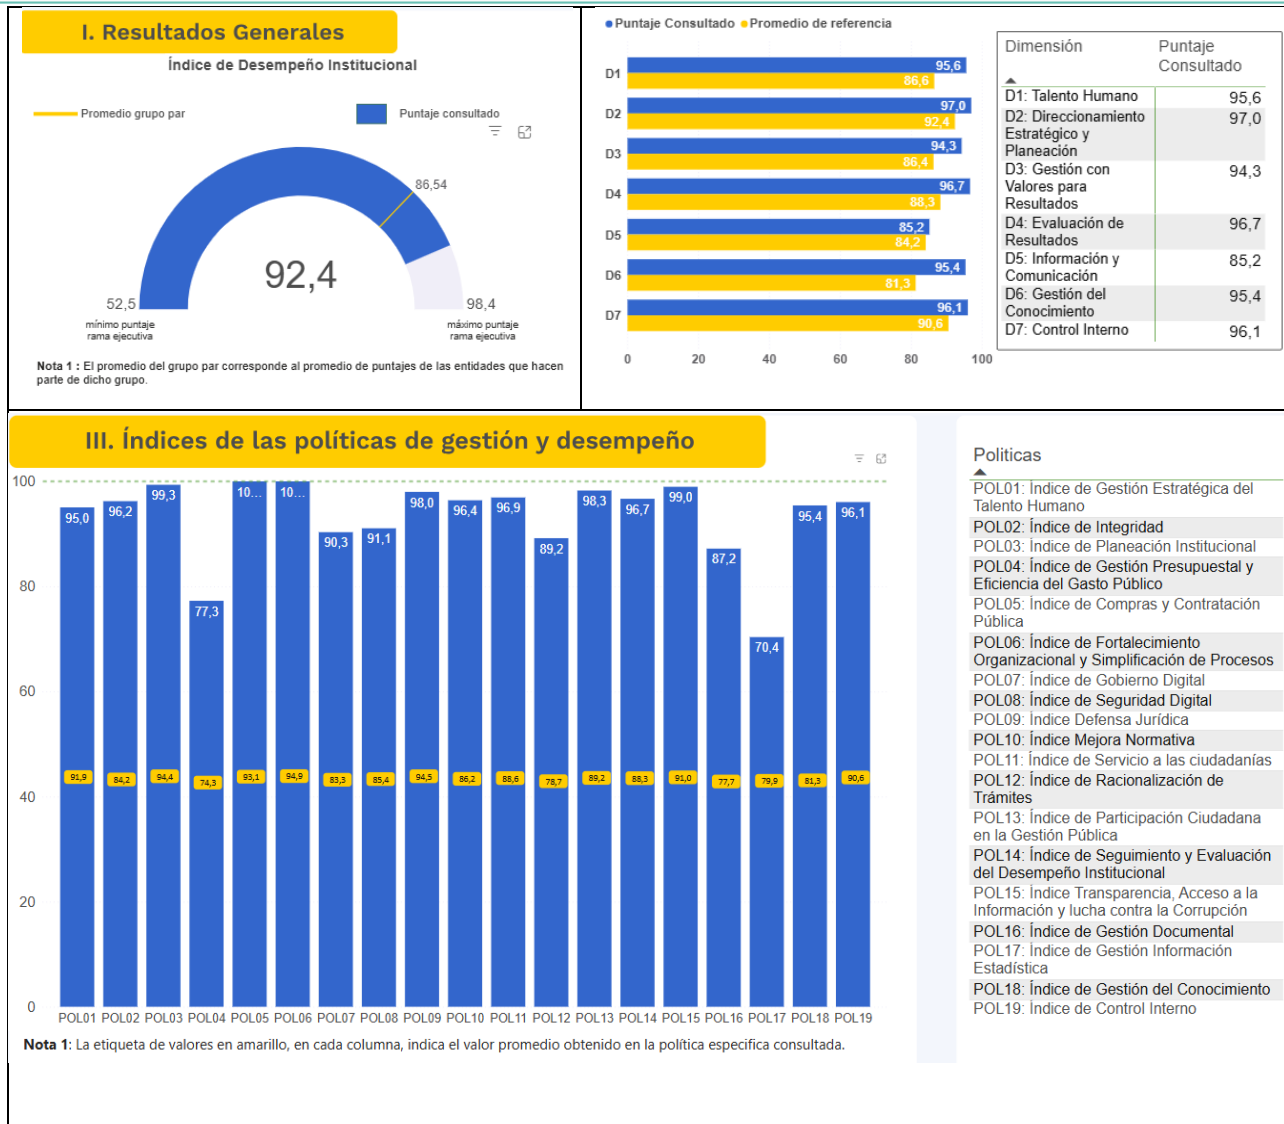 I. Resultados Generales
Índice de Desempeño Institucional
Promedio grupo par
Puntaje consultado
86,54
92,4
52,5
98,4
mínimo puntaje
rama ejecutiva
máximo puntaje
rama ejecutiva
Nota 1 : El promedio del grupo par corresponde al promedio de puntajes de las entidades que hacen
parte de dicho grupo.
Puntaje Consultado Promedio de referencia
D1 95,6
86,6
D2 97,0
92,4
D3 94,3
86,4
D4 96,7
88,3
D5 85,2
84,2
D6 95,4
81,3
D7 96,1
90,6
0 20 40 60 80 100
Dimensión Puntaje
Consultado
D1: Talento Humano 95,6
D2: Direccionamiento 97,0
Estratégico y
Planeación
D3: Gestión con 94,3
Valores para
Resultados
D4: Evaluación de 96,7
Resultados
D5: Información y 85,2
Comunicación
D6: Gestión del 95,4
Conocimiento
D7: Control Interno 96,1
III. Índices de las políticas de gestión y desempeño
100
80
60
40
20
0
95,0 96,2 99,3 77,3 10... 10... 90,3 91,1 98,0 96,4 96,9 89,2 98,3 96,7 99,0 87,2 70,4 95,4 96,1
91,9 84,2 94,4 74,3 93,1 94,9 83,3 85,4 94,5 86,2 88,6 78,7 89,2 88,3 91,0 77,7 79,9 81,3 90,6
POL01 POL02 POL03 POL04 POL05 POL06 POL07 POL08 POL09 POL10 POL11 POL12 POL13 POL14 POL15 POL16 POL17 POL18 POL19
Nota 1: La etiqueta de valores en amarillo, en cada columna, indica el valor promedio obtenido en la política especifica consultada.
Politicas
POL01: Índice de Gestión Estratégica del
Talento Humano
POL02: Índice de Integridad
POL03: Índice de Planeación Institucional
POL04: Índice de Gestión Presupuestal y
Eficiencia del Gasto Público
POL05: Índice de Compras y Contratación
Pública
POL06: Índice de Fortalecimiento
Organizacional y Simplificación de Procesos
POL07: Índice de Gobierno Digital
POL08: Índice de Seguridad Digital
POL09: Índice Defensa Jurídica
POL10: Índice Mejora Normativa
POL11: Índice de Servicio a las ciudadanías
POL12: Índice de Racionalización de
Trámites
POL13: Índice de Participación Ciudadana
en la Gestión Pública
POL14: Índice de Seguimiento y Evaluación
del Desempeño Institucional
POL15: Índice Transparencia, Acceso a la
Información y lucha contra la Corrupción
POL16: Índice de Gestión Documental
POL17: Índice de Gestión Información
Estadística
POL18: Índice de Gestión del Conocimiento
POL19: Índice de Control Interno